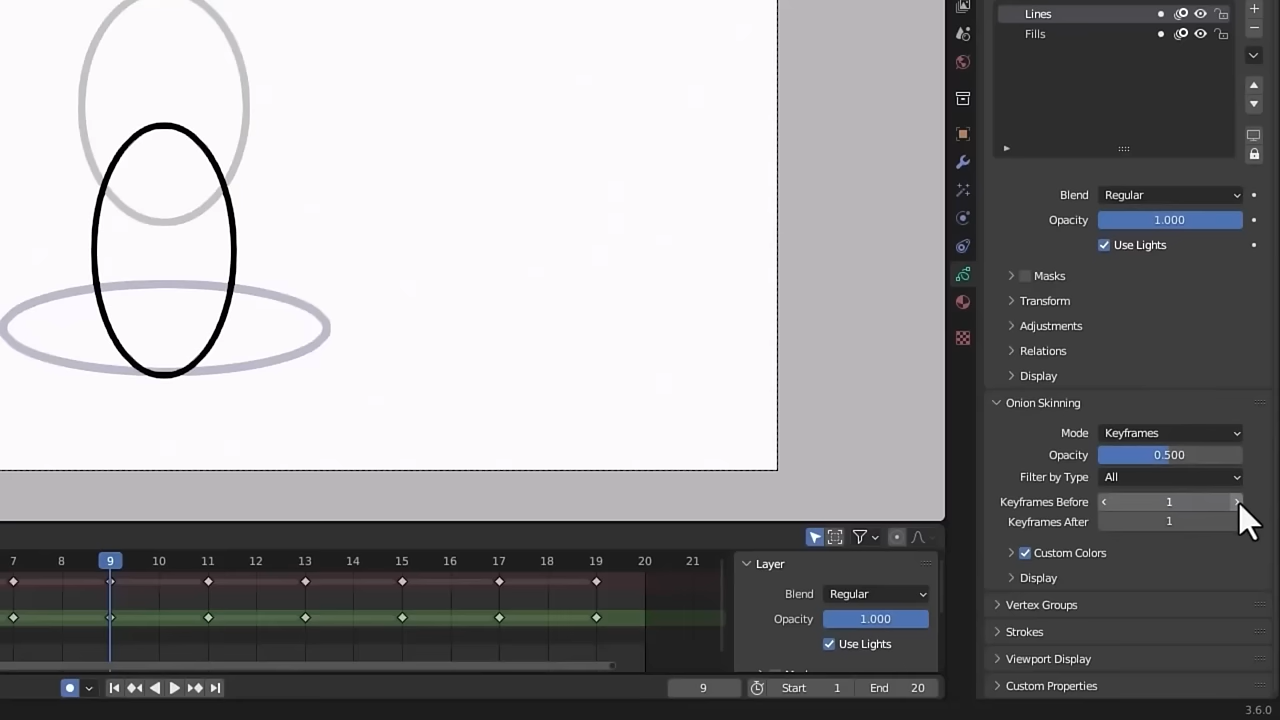 Lines
Fills
Blend Regular
Opacity 1.000
Use Lights
Masks
Transform
Adjustments
Relations
Display
Onion Skinning
Mode Keyframes
Opacity 0.500
Filter by Type All
Keyframes Before 1
Keyframes After 1
Custom Colors
Display
Vertex Groups
Strokes
Viewport Display
Custom Properties
7 8 9 10 11 12 13 14 15 16 17 18 19 20 21
Layer
Blend Regular
Opacity 1.000
Use Lights
9 Start 1 End 20
3.6.0